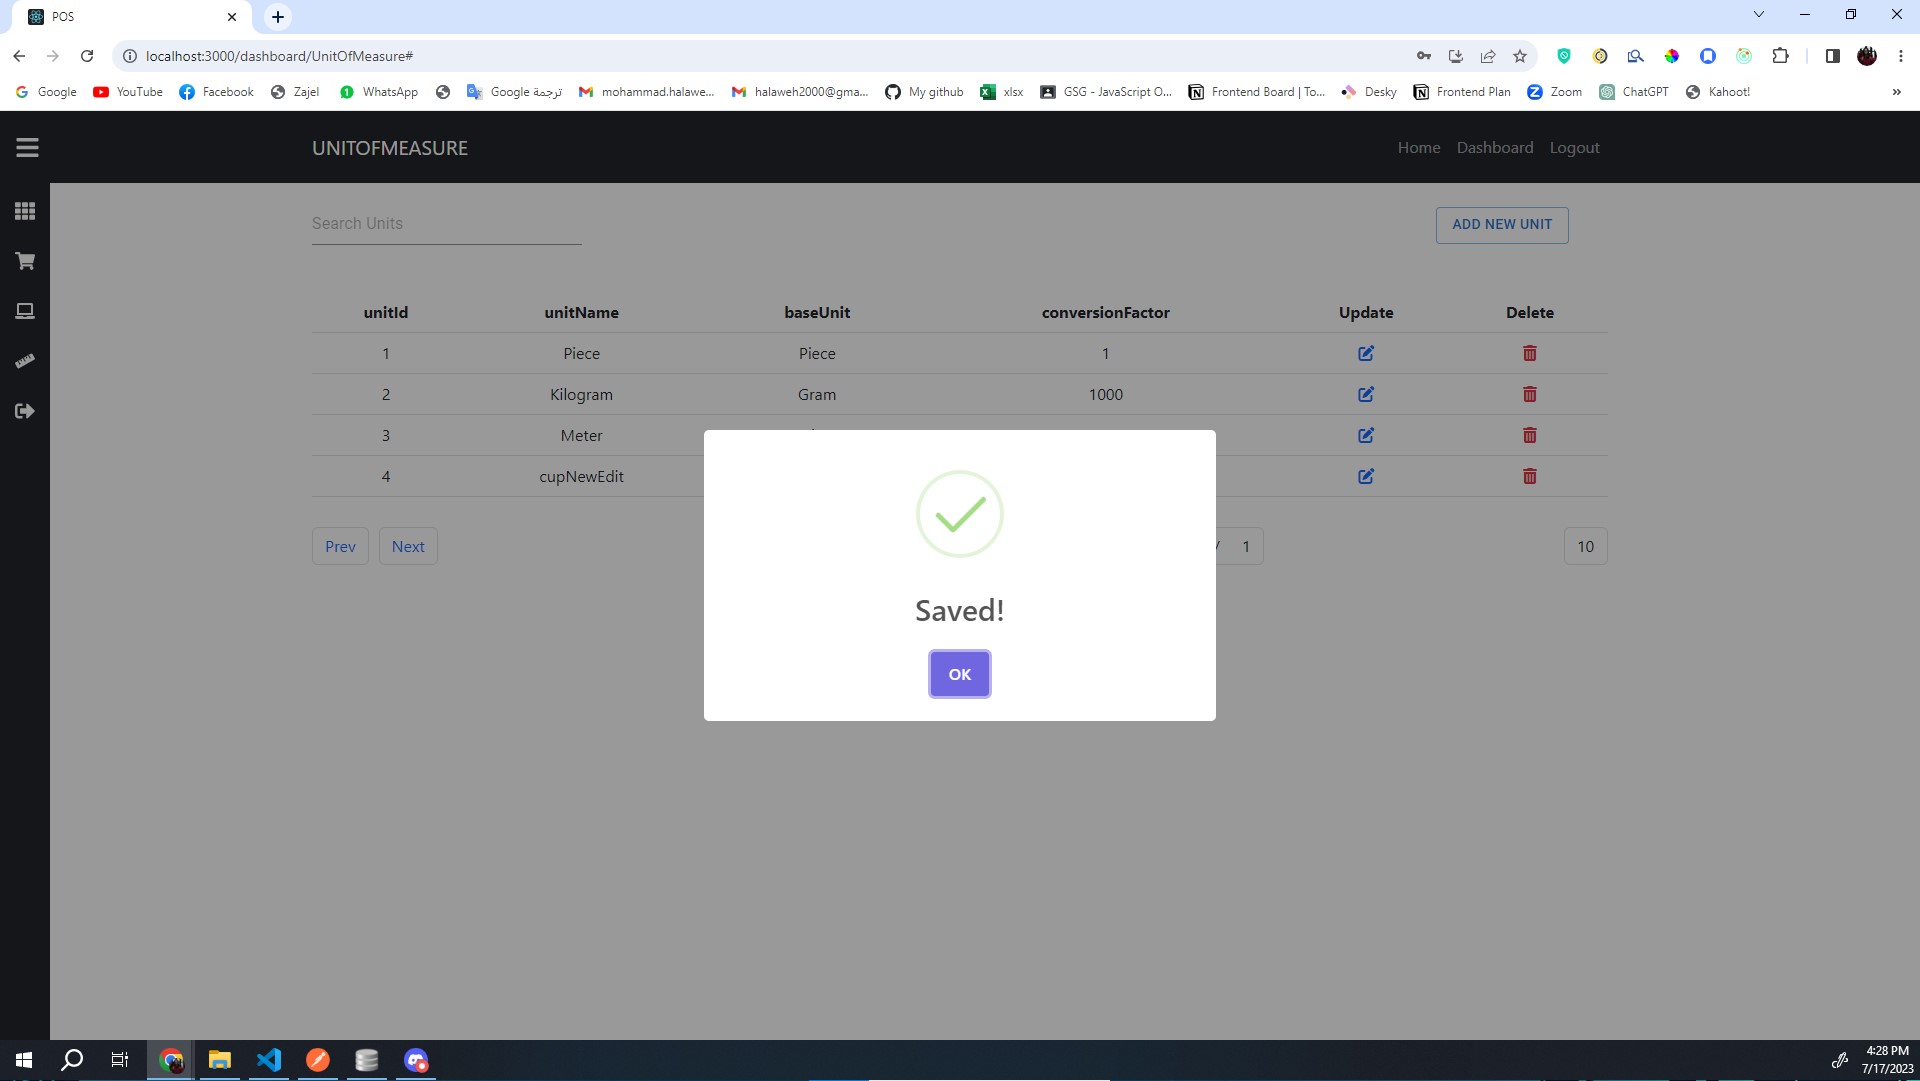 POS
localhost:3000/dashboard/UnitOfMeasure#
Google YouTube Facebook Zajel WhatsApp Google ترجمة mohammad.halawe... halaweh2000@gma... My github xlsx GSG - JavaScript O... Frontend Board | To... Desky Frontend Plan Zoom ChatGPT Kahoot! »
UNITOFMEASURE Home Dashboard Logout
Search Units ADD NEW UNIT
unitId unitName baseUnit conversionFactor Update Delete
1 Piece Piece 1
2 Kilogram Gram 1000
3 Meter
4 cupNewEdit
Prev Next / 1 10
Saved!
OK
4:28 PM
7/17/2023